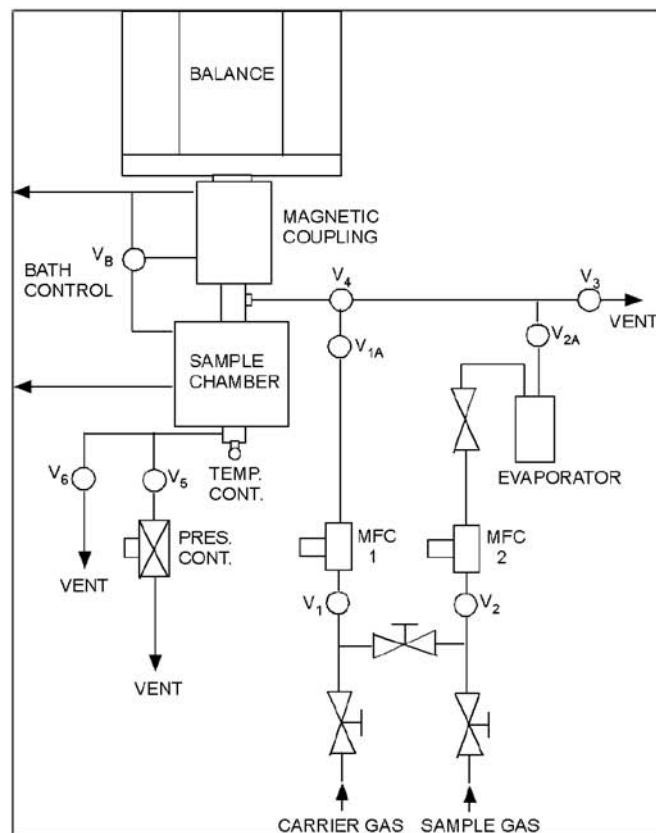 BALANCE
MAGNETIC
COUPLING
V_B
BATH
CONTROL
V_4
V_3
VENT
V_1A
V_2A
SAMPLE
CHAMBER
EVAPORATOR
TEMP.
CONT.
V_6
V_5
PRES.
CONT.
MFC
1
MFC
2
VENT
V_1
V_2
VENT
CARRIER GAS
SAMPLE GAS